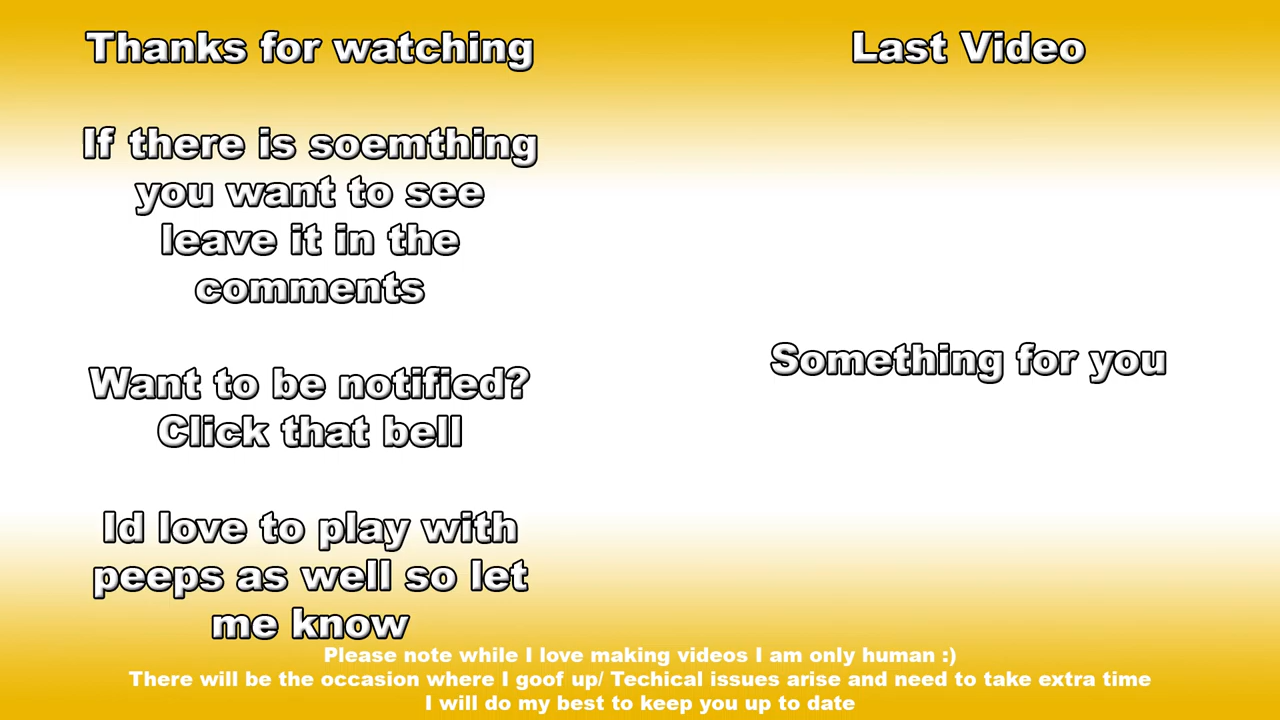 Thanks for watching
If there is soemthing
you want to see
leave it in the
comments
Want to be notified?
Click that bell
Id love to play with
peeps as well so let
me know
Last Video
Something for you
Please note while I love making videos I am only human :)
There will be the occasion where I goof up/ Techical issues arise and need to take extra time
I will do my best to keep you up to date